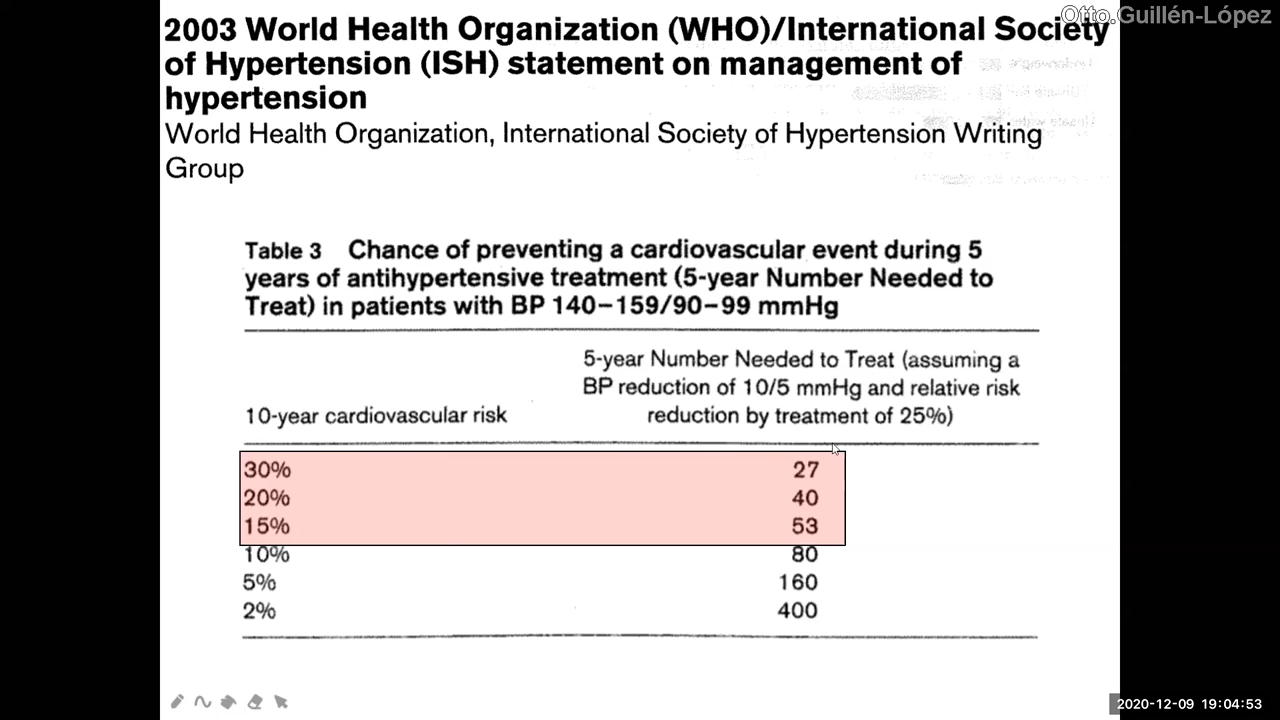 Otto.Guillén-López
2003 World Health Organization (WHO)/International Society
of Hypertension (ISH) statement on management of
hypertension
World Health Organization, International Society of Hypertension Writing
Group
Table 3 Chance of preventing a cardiovascular event during 5
years of antihypertensive treatment (5-year Number Needed to
Treat) in patients with BP 140–159/90–99 mmHg
5-year Number Needed to Treat (assuming a
BP reduction of 10/5 mmHg and relative risk
10-year cardiovascular risk reduction by treatment of 25%)
30% 27
20% 40
15% 53
10% 80
5% 160
2% 400
2020-12-09 19:04:53